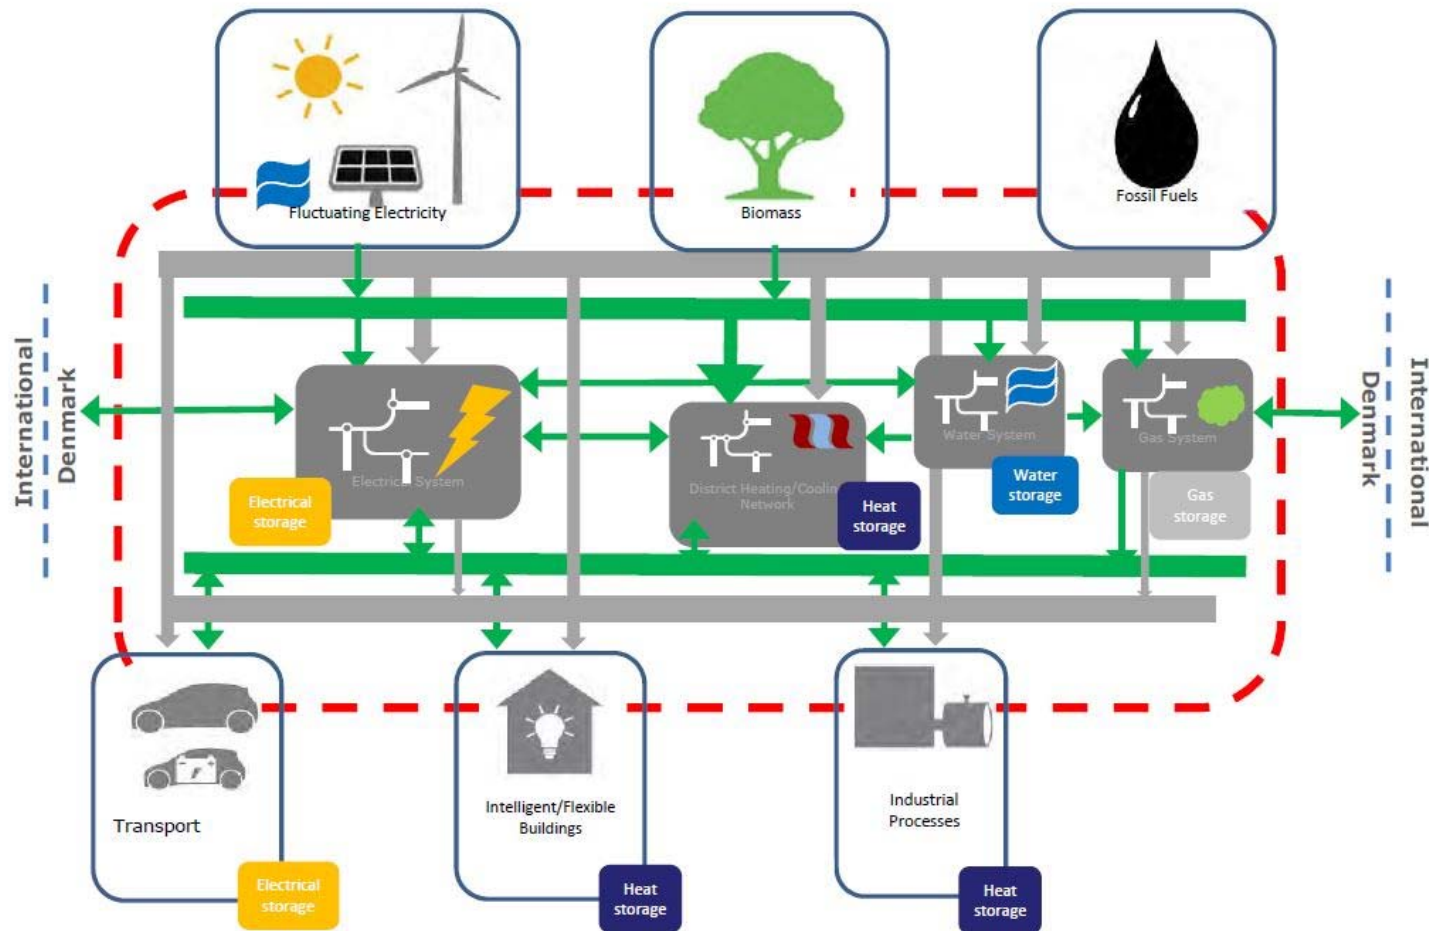 Fluctuating Electricity
Biomass
Fossil Fuels
International
Denmark
Electrical System
Electrical
storage
District Heating/Cooling
Network
Heat
storage
Water System
Water
storage
Gas System
Gas
storage
Denmark
International
Transport
Electrical
storage
Intelligent/Flexible
Buildings
Heat
storage
Industrial
Processes
Heat
storage